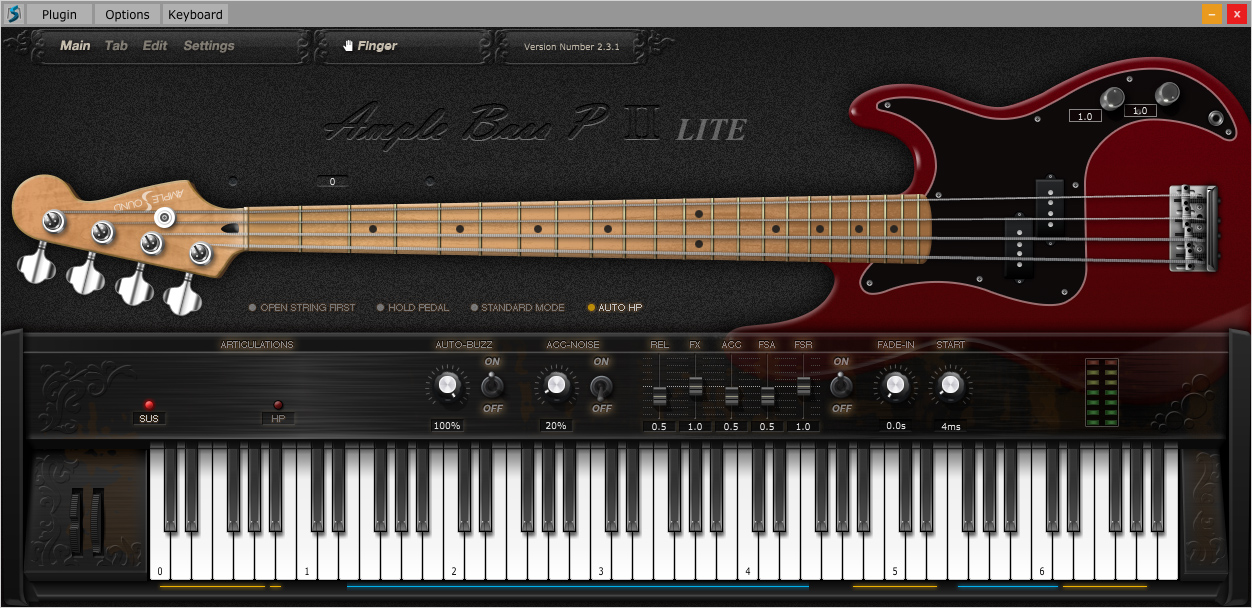 Plugin Options Keyboard x
Main Tab Edit Settings Finger Version Number 2.3.1
Ample Bass P II LITE
1.0 1.0
0
AMPLE SOUND
OPEN STRING FIRST HOLD PEDAL STANDARD MODE AUTO HP
ARTICULATIONS AUTO-BUZZ ACC-NOISE REL FX ACC FSA FSR FADE-IN START
ON ON ON
OFF OFF OFF
SUS HP
100% 20% 0.5 1.0 0.5 0.5 1.0 0.0s 4ms
0 1 2 3 4 5 6